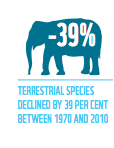 -39%
TERRESTRIAL SPECIES
DECLINED BY 39 PER CENT
BETWEEN 1970 AND 2010